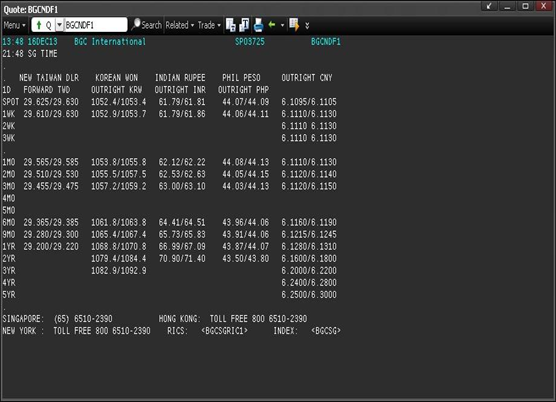 Quote: BGCNDF1
Menu Q BGCNDF1 Search Related Trade
13:48 16DEC13 BGC International SP03725 BGCNDF1
21:48 SG TIME
.
. NEW TAIWAN DLR KOREAN WON INDIAN RUPEE PHIL PESO OUTRIGHT CNY
1D FORWARD TWO OUTRIGHT KRW OUTRIGHT INR OUTRIGHT PHP
SPOT 29.625/29.630 1052.4/1053.4 61.79/61.81 44.07/44.09 6.1095/6.1105
1WK 29.610/29.630 1052.9/1053.7 61.79/61.86 44.06/44.11 6.1110/6.1130
2WK 6.1110 6.1130
3WK 6.1110 6.1130
.
1MO 29.565/29.585 1053.8/1055.8 62.12/62.22 44.08/44.13 6.1110/6.1130
2MO 29.510/29.530 1055.5/1057.5 62.53/62.63 44.05/44.15 6.1120/6.1140
3MO 29.455/29.475 1057.2/1059.2 63.00/63.10 44.03/44.13 6.1120/6.1150
4MO
5MO
6MO 29.365/29.385 1061.8/1063.8 64.41/64.51 43.96/44.06 6.1160/6.1190
9MO 29.280/29.300 1065.4/1067.4 65.73/65.83 43.91/44.06 6.1215/6.1245
1YR 29.200/29.220 1068.8/1070.8 66.99/67.09 43.87/44.07 6.1280/6.1310
2YR 1079.4/1084.4 70.90/71.40 43.50/43.80 6.1600/6.1800
3YR 1082.9/1092.9 6.2000/6.2200
4YR 6.2400/6.2800
5YR 6.2500/6.3000
.
SINGAPORE: (65) 6510-2390 HONG KONG: TOLL FREE 800 6510-2390
NEW YORK : TOLL FREE 800 6510-2390 RICS: <BGCSGRIC1> INDEX: <BGCSG>